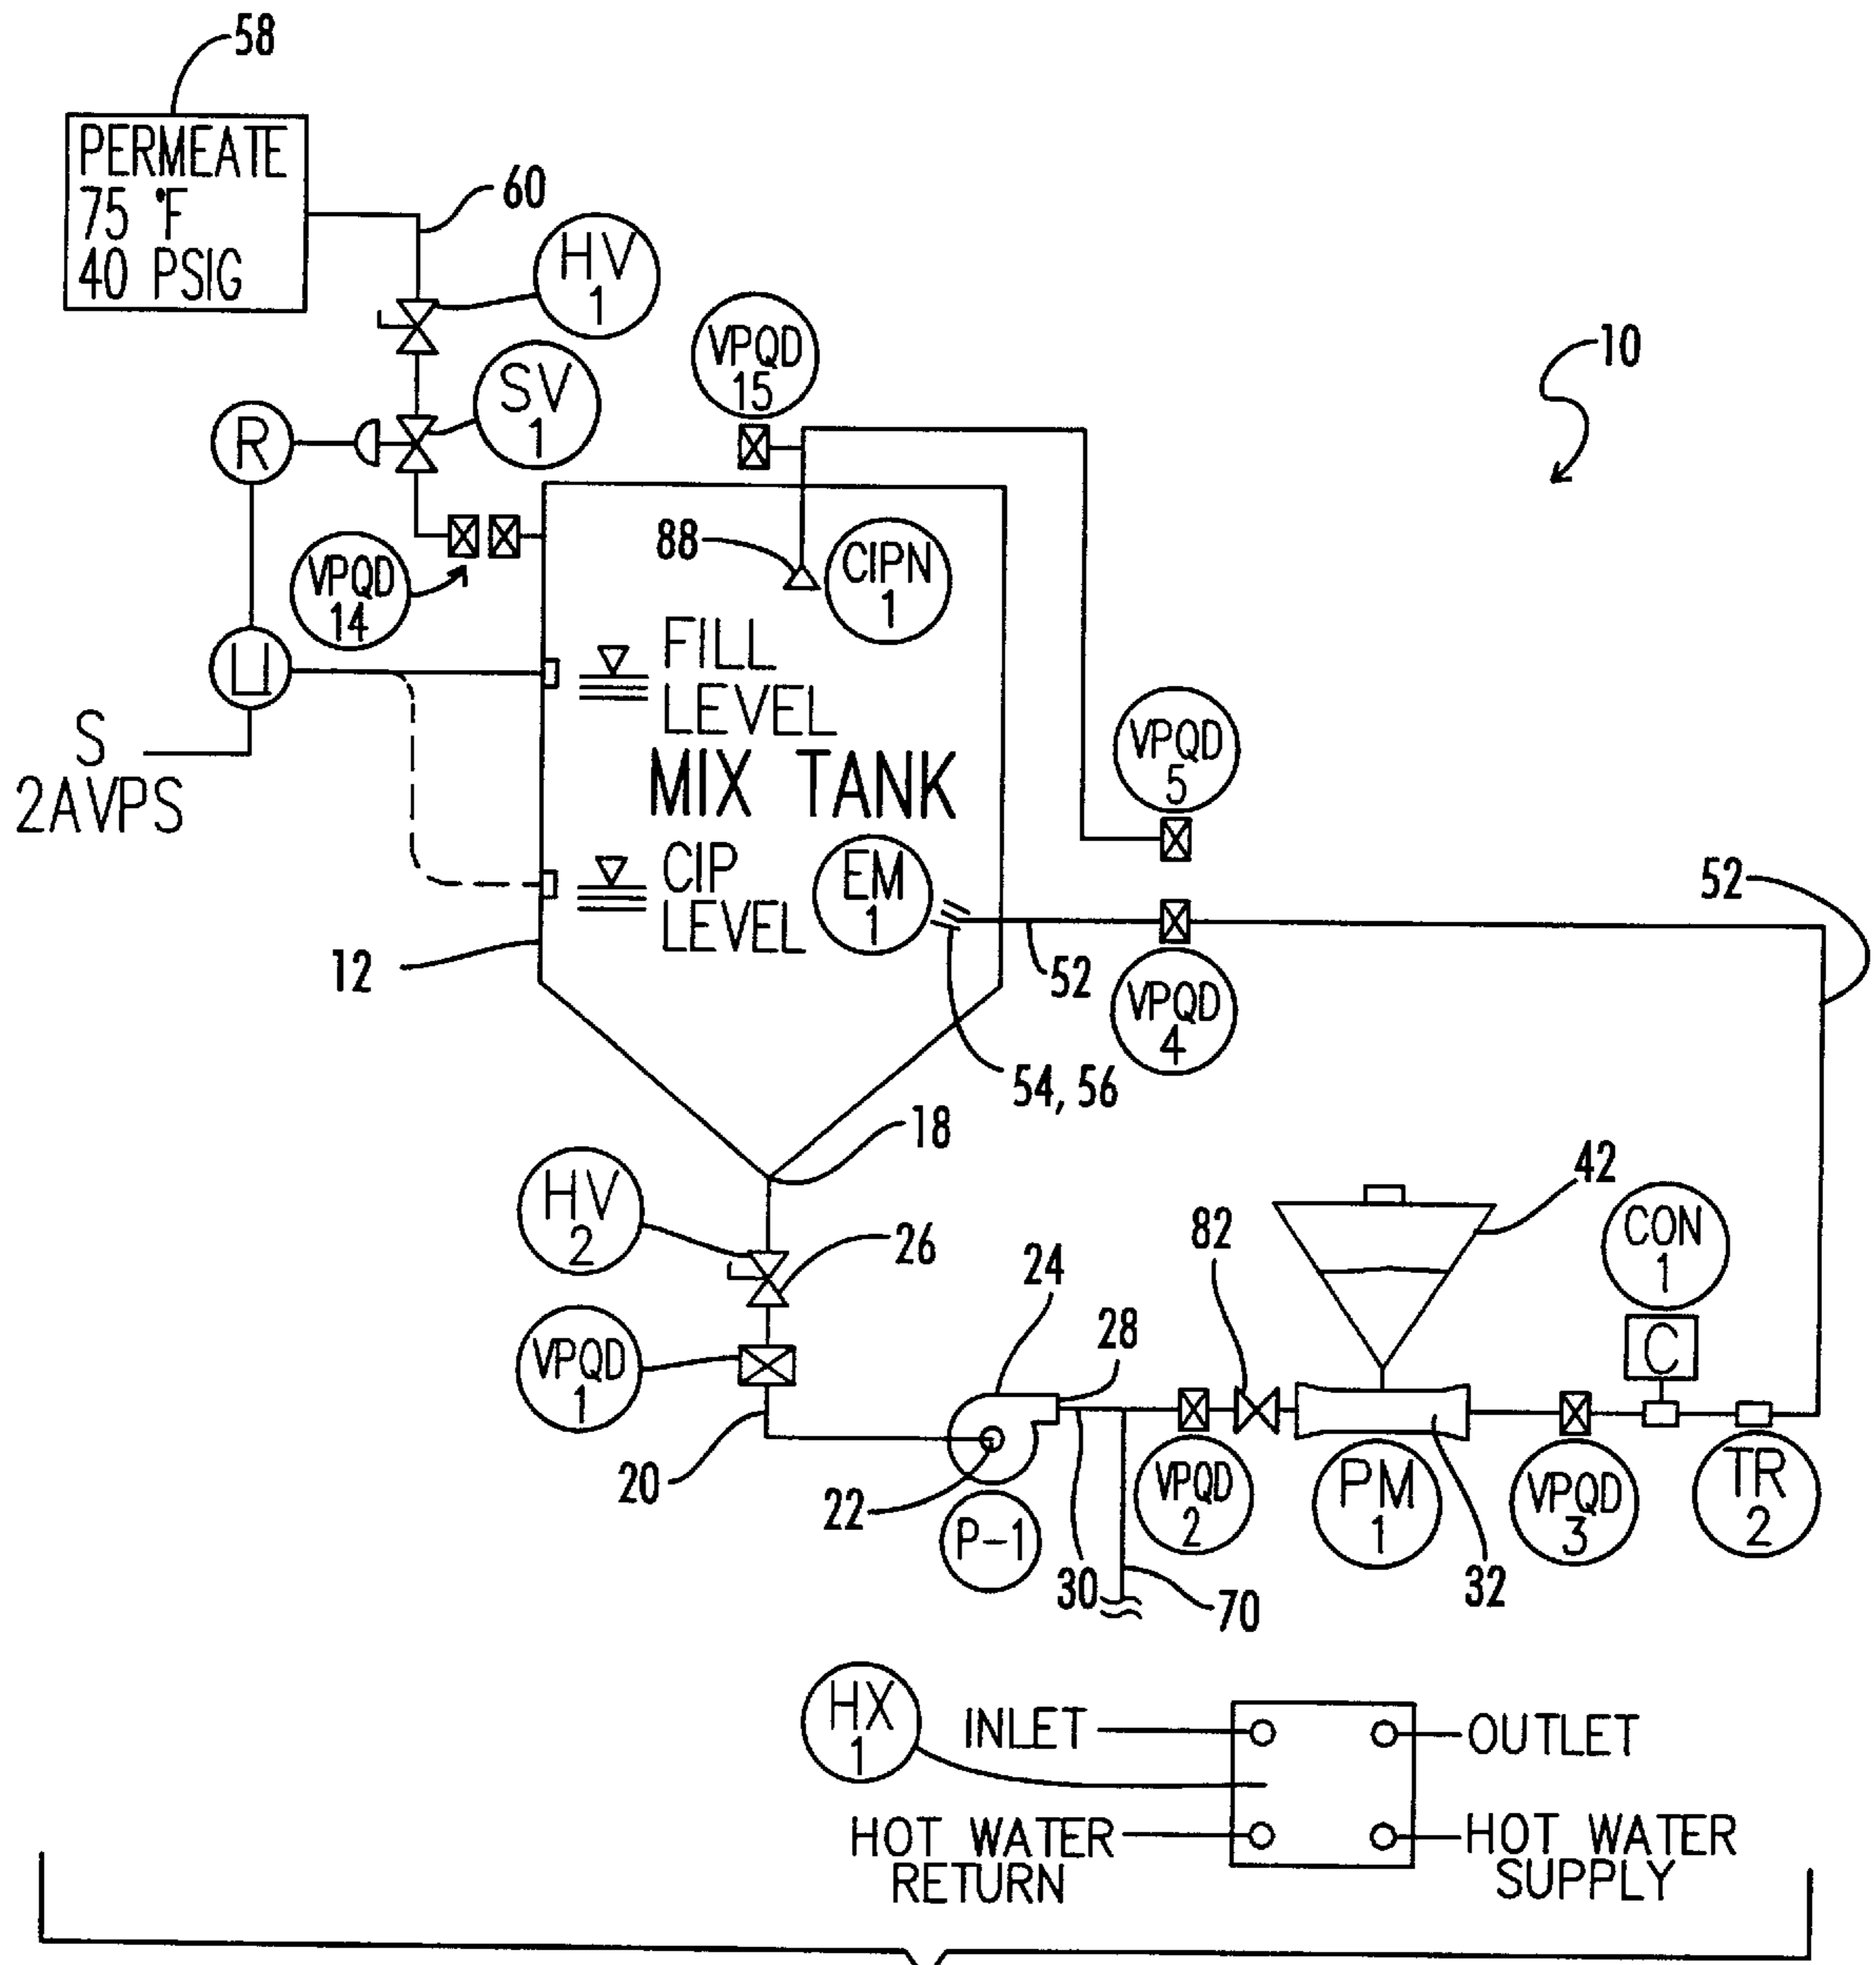 58
PERMEATE
75 °F
40 PSIG
60
HV
1
SV
1
R
VPQD
15
10
88
CIPN
1
VPQD
14
FILL
LEVEL
LI
S
2AVPS
MIX TANK
VPQD
5
CIP
LEVEL
EM
1
52
12
52
VPQD
4
54, 56
18
HV
2
26
42
82
CON
1
24
28
C
VPQD
1
20
22
P-1
30
70
VPQD
2
PM
1
VPQD
3
32
TR
2
HX
1
INLET
OUTLET
HOT WATER
RETURN
HOT WATER
SUPPLY